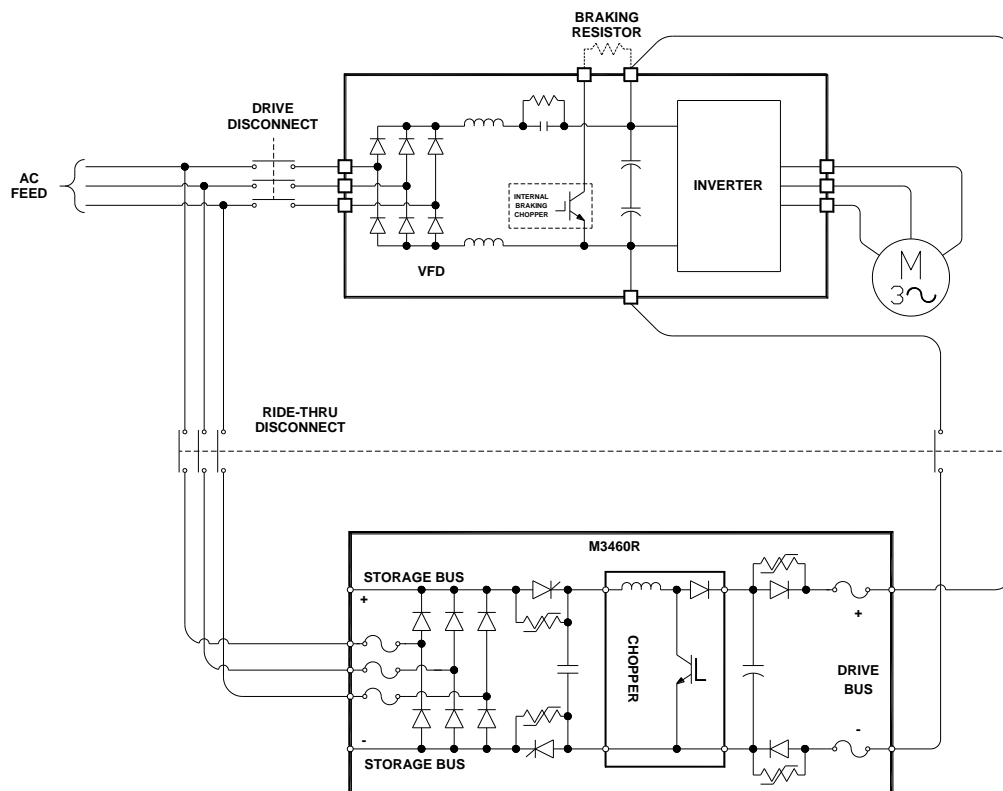 BRAKING
RESISTOR
DRIVE
DISCONNECT
AC
FEED
INTERNAL
BRAKING
CHOPPER
INVERTER
VFD
M
3
RIDE-THRU
DISCONNECT
M3460R
STORAGE BUS
+
CHOPPER
+
DRIVE
BUS
-
-
STORAGE BUS